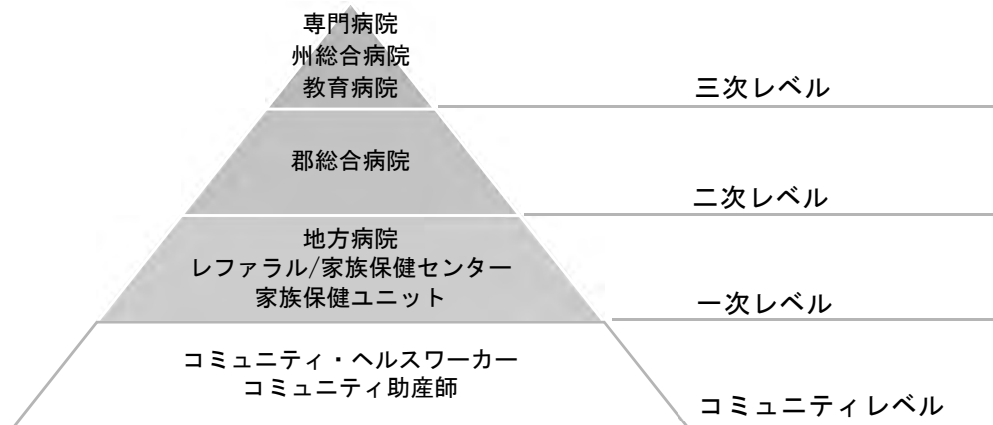 専門病院
州総合病院
教育病院
三次レベル
郡総合病院
二次レベル
地方病院
レファラル/家族保健センター
家族保健ユニット
一次レベル
コミュニティ・ヘルスワーカー
コミュニティ助産師
コミュニティレベル